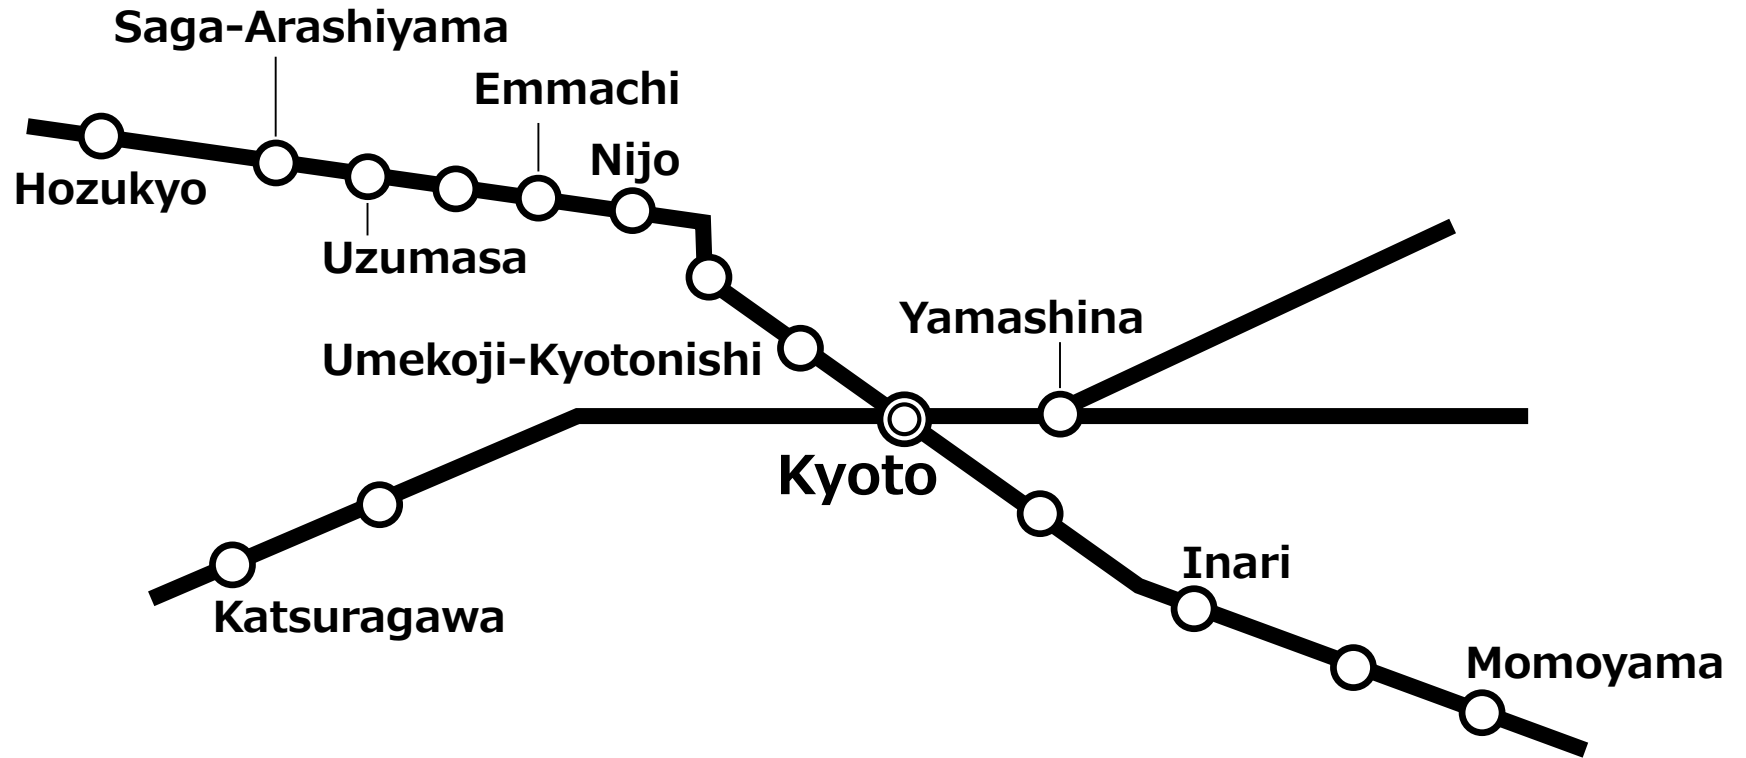 Saga-Arashiyama
Emmachi
Nijo
Hozukyo
Uzumasa
Yamashina
Umekoji-Kyotonishi
Kyoto
Inari
Katsuragawa
Momoyama